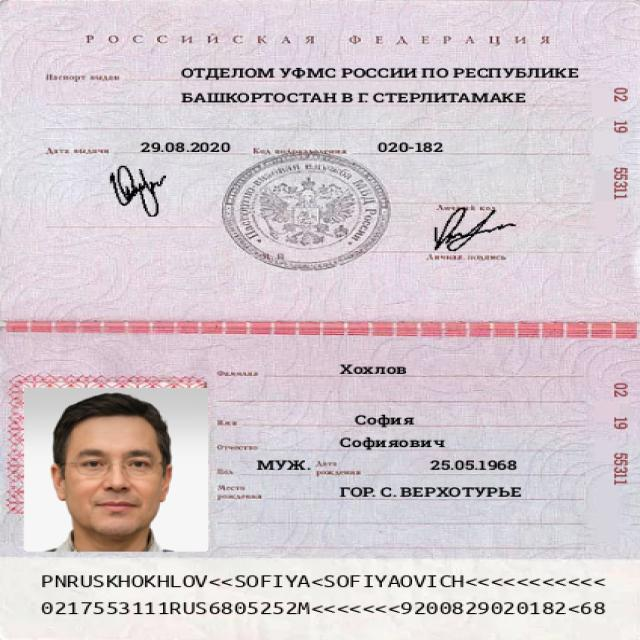 РОССИЙСКАЯ ФЕДЕРАЦИЯ
Паспорт выдан
ОТДЕЛОМ УФМС РОССИИ ПО РЕСПУБЛИКЕ
БАШКОРТОСТАН В Г. СТЕРЛИТАМАКЕ
Дата выдачи 29.08.2020 Код подразделения 020-182
02 19 55311
Личный код
Личная подпись
Фамилия Хохлов
Имя София
Отчество Софияович
Пол МУЖ. Дата рождения 25.05.1968
Место рождения ГОР. С. ВЕРХОТУРЬЕ
02 19 55311
PNRUSKHOKHLOV<<SOFIYA<SOFIYAOVICH<<<<<<<<<<<
0217553111RUS6805252M<<<<<<<9200829020182<68